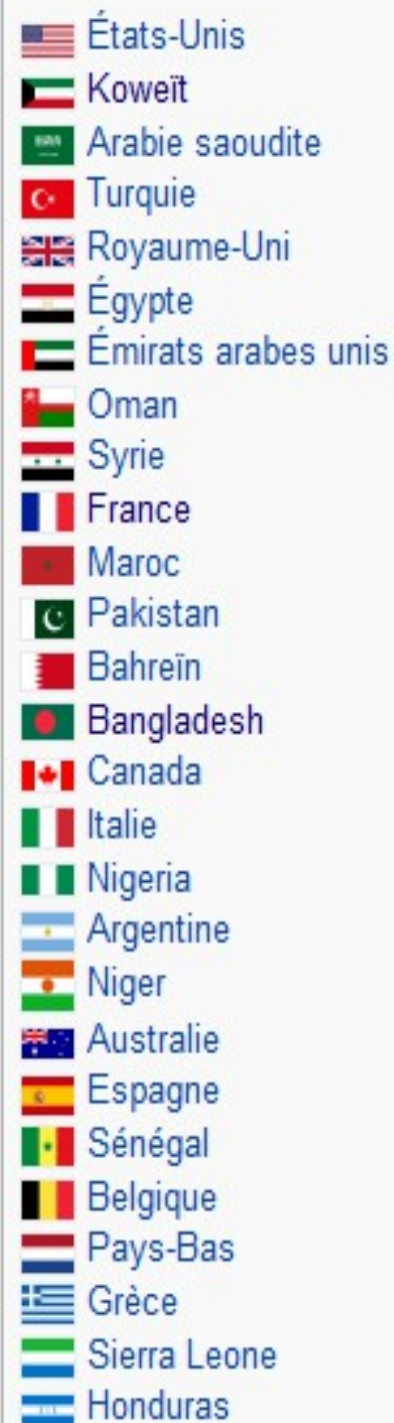 États-Unis
Koweït
Arabie saoudite
Turquie
Royaume-Uni
Égypte
Émirats arabes unis
Oman
Syrie
France
Maroc
Pakistan
Bahreïn
Bangladesh
Canada
Italie
Nigeria
Argentine
Niger
Australie
Espagne
Sénégal
Belgique
Pays-Bas
Grèce
Sierra Leone
Honduras